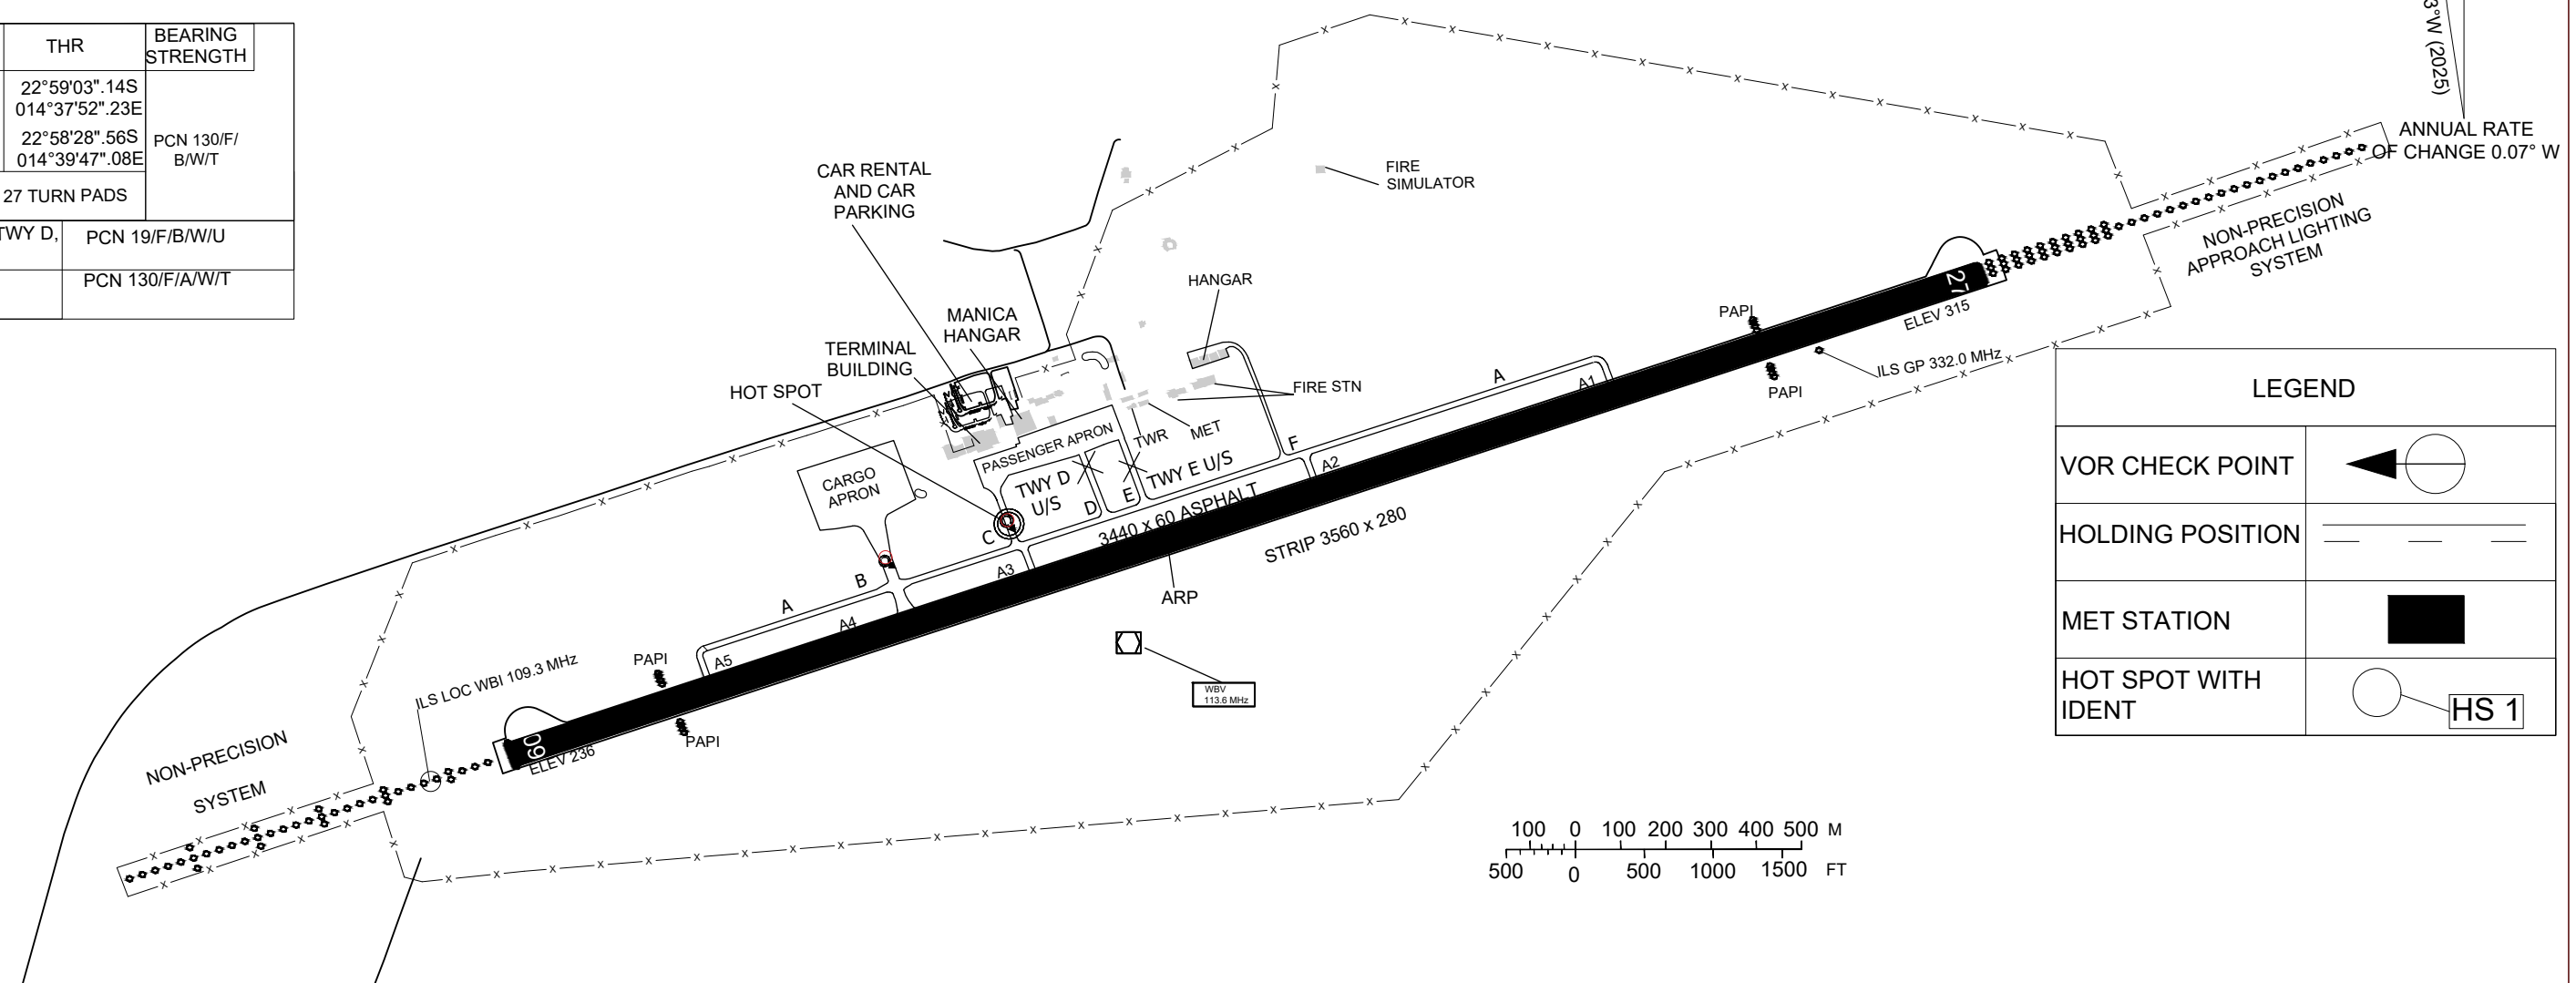 THR
BEARING
STRENGTH
22°59'03".14S
014°37'52".23E
22°58'28".56S
014°39'47".08E
PCN 130/F/
B/W/T
27 TURN PADS
TWY D,
PCN 19/F/B/W/U
PCN 130/F/A/W/T
3°W (2025)
ANNUAL RATE
OF CHANGE 0.07° W
CAR RENTAL
AND CAR
PARKING
FIRE
SIMULATOR
NON-PRECISION
APPROACH LIGHTING
SYSTEM
HANGAR
MANICA
HANGAR
TERMINAL
BUILDING
HOT SPOT
FIRE STN
MET
TWR
PASSENGER APRON
CARGO
APRON
TWY D
U/S
TWY E U/S
A
A1
A2
F
E
D
C
B
A
A3
A4
A5
27
ELEV 315
PAPI
PAPI
ILS GP 332.0 MHz
3440 x 60 ASPHALT
STRIP 3560 x 280
ARP
WBV
113.6 MHz
PAPI
PAPI
ILS LOC WBI 109.3 MHz
09
ELEV 236
NON-PRECISION
SYSTEM
LEGEND
VOR CHECK POINT
HOLDING POSITION
MET STATION
HOT SPOT WITH
IDENT
HS 1
100 0 100 200 300 400 500 M
500 0 500 1000 1500 FT